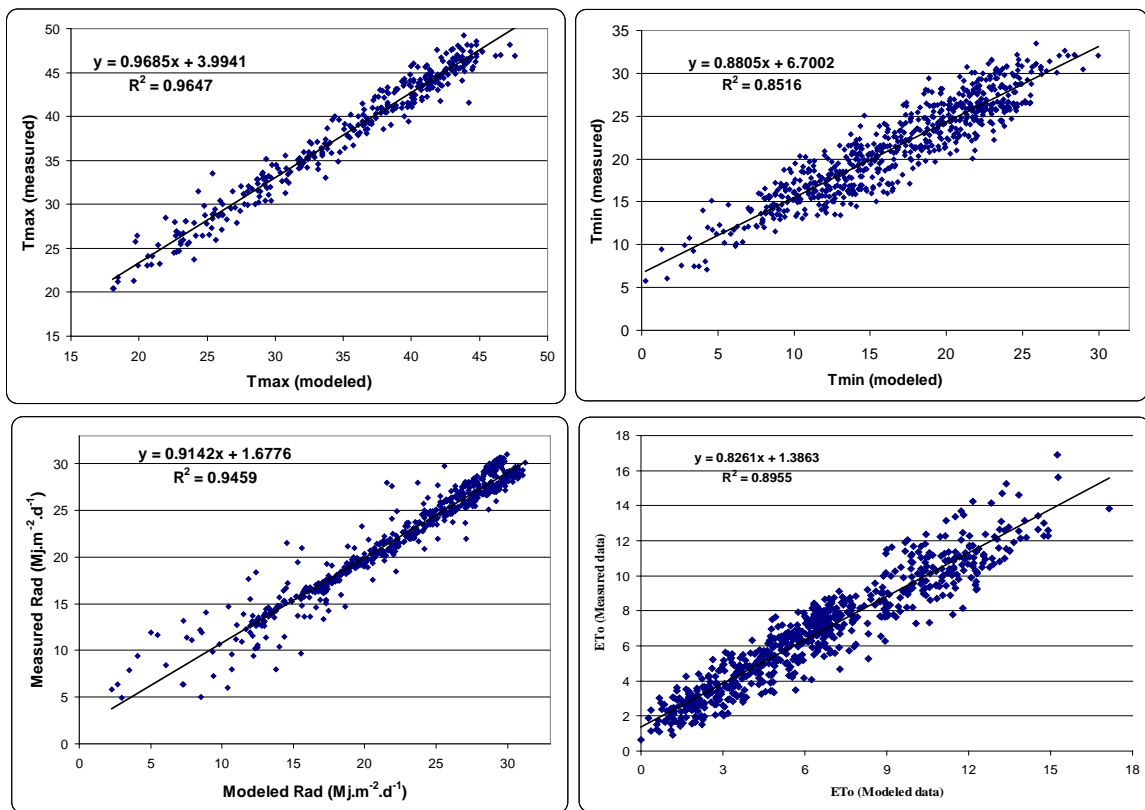 50
45
40
35
30
25
20
15
Tmax (measured)
y = 0.9685x + 3.9941
R² = 0.9647
15 20 25 30 35 40 45 50
Tmax (modeled)
35
30
25
20
15
10
5
0
Tmin (measured)
y = 0.8805x + 6.7002
R² = 0.8516
0 5 10 15 20 25 30
Tmin (modeled)
30
25
20
15
10
5
0
Measured Rad (Mj.m⁻².d⁻¹)
y = 0.9142x + 1.6776
R² = 0.9459
0 5 10 15 20 25 30
Modeled Rad (Mj.m⁻².d⁻¹)
18
16
14
12
10
8
6
4
2
0
ETo (Measured data)
y = 0.8261x + 1.3863
R² = 0.8955
0 3 6 9 12 15 18
ETo (Modeled data)